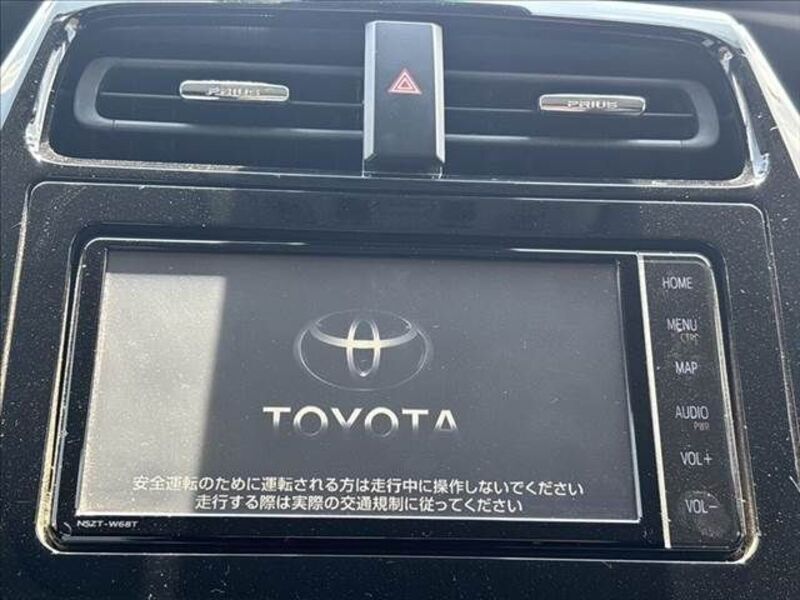 PRIUS
PRIUS
HOME
MENU
CTRL
MAP
AUDIO
PWR
VOL+
VOL−
TOYOTA
安全運転のために運転される方は走行中に操作しないでください
走行する際は実際の交通規制に従ってください
NSZT-W68T